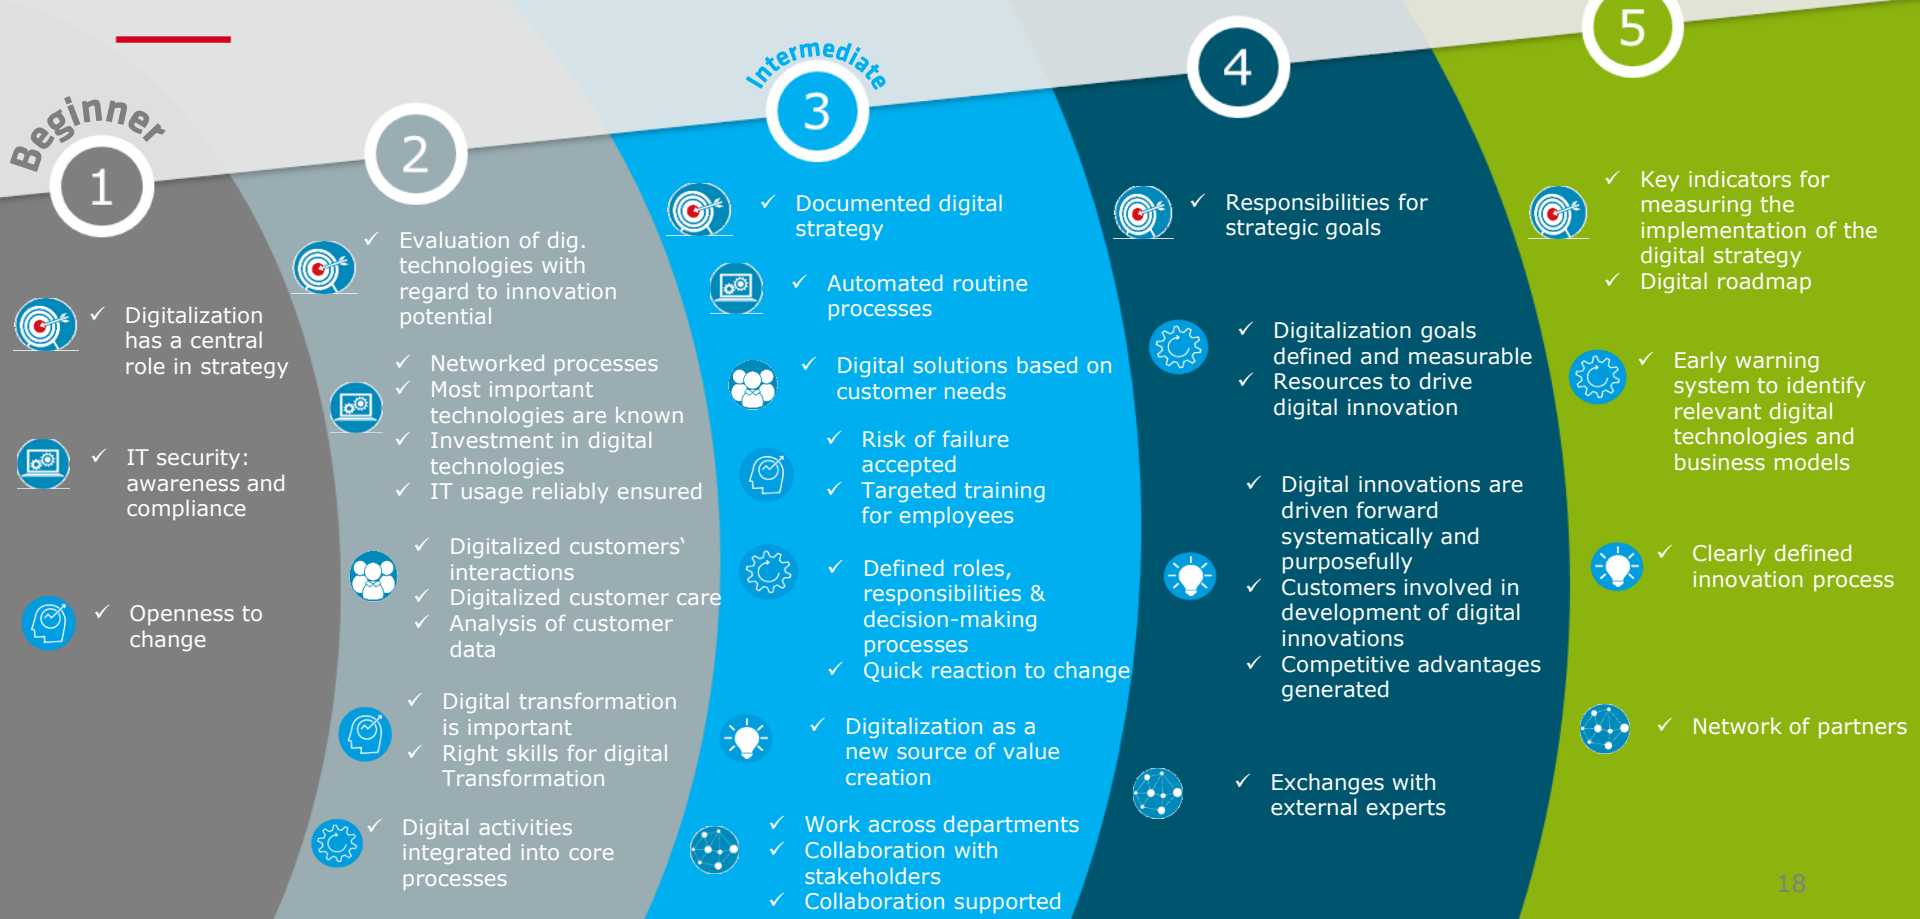 Beginner
1
Digitalization
has a central
role in strategy
IT security:
awareness and
compliance
Openness to
change
2
Evaluation of dig.
technologies with
regard to innovation
potential
Networked processes
Most important
technologies are known
Investment in digital
technologies
IT usage reliably ensured
Digitalized customers‘
interactions
Digitalized customer care
Analysis of customer
data
Digital transformation
is important
Right skills for digital
Transformation
Digital activities
integrated into core
processes
Intermediate
3
Documented digital
strategy
Automated routine
processes
Digital solutions based on
customer needs
Risk of failure
accepted
Targeted training
for employees
Defined roles,
responsibilities &
decision-making
processes
Quick reaction to change
Digitalization as a
new source of value
creation
Work across departments
Collaboration with
stakeholders
Collaboration supported
4
Responsibilities for
strategic goals
Digitalization goals
defined and measurable
Resources to drive
digital innovation
Digital innovations are
driven forward
systematically and
purposefully
Customers involved in
development of digital
innovations
Competitive advantages
generated
Exchanges with
external experts
5
Key indicators for
measuring the
implementation of the
digital strategy
Digital roadmap
Early warning
system to identify
relevant digital
technologies and
business models
Clearly defined
innovation process
Network of partners
18